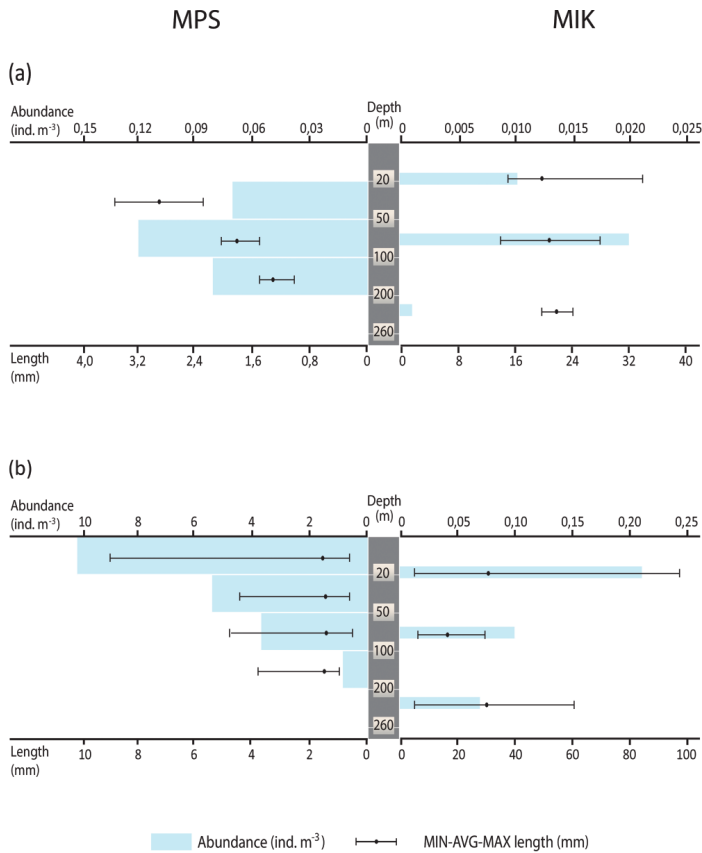 MPS MIK
(a)
Abundance Depth
(ind. m-3) 0,15 0,12 0,09 0,06 0,03 0 (m) 0 0,005 0,010 0,015 0,020 0,025
20
50
100
200
260
Length 4,0 3,2 2,4 1,6 0,8 0 0 8 16 24 32 40
(mm)
(b)
Abundance Depth
(ind. m-3) 10 8 6 4 2 0 (m) 0 0,05 0,10 0,15 0,20 0,25
20
50
100
200
260
Length 10 8 6 4 2 0 0 20 40 60 80 100
(mm)
Abundance (ind. m-3) MIN-AVG-MAX length (mm)